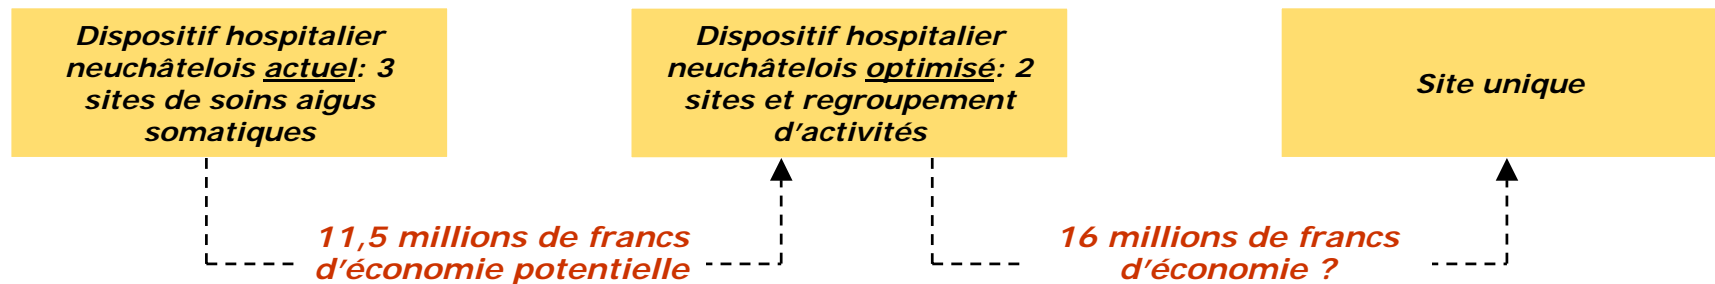 Dispositif hospitalier
neuchâtelois actuel: 3
sites de soins aigus
somatiques
Dispositif hospitalier
neuchâtelois optimisé: 2
sites et regroupement
d'activités
Site unique
11,5 millions de francs
d'économie potentielle
16 millions de francs
d'économie ?